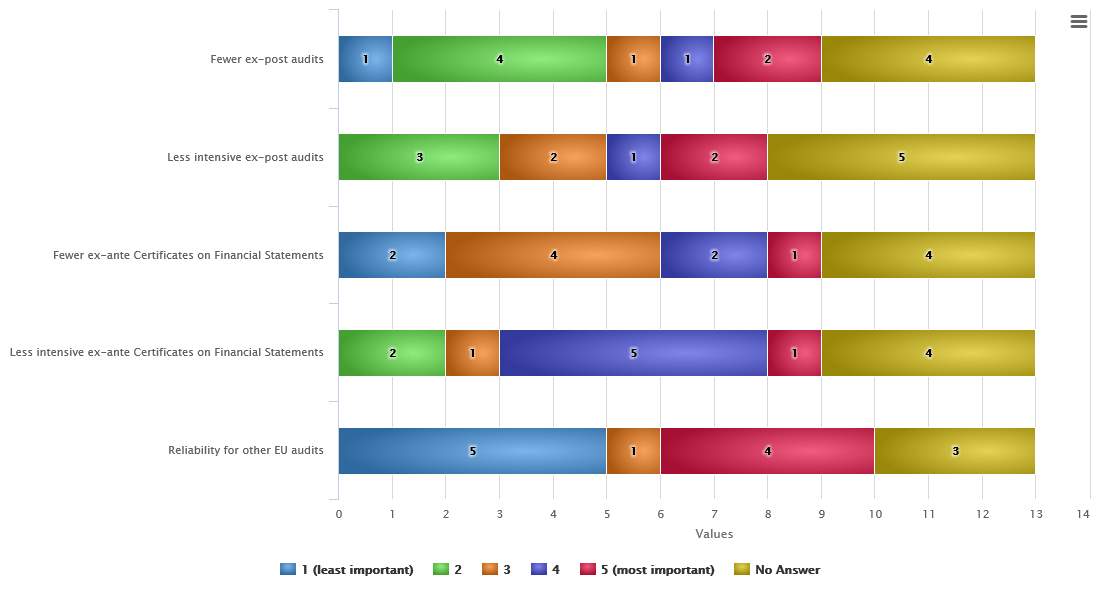 Fewer ex-post audits
1 4 1 1 2 4
Less intensive ex-post audits
3 2 1 2 5
Fewer ex-ante Certificates on Financial Statements
2 4 2 1 4
Less intensive ex-ante Certificates on Financial Statements
2 1 5 1 4
Reliability for other EU audits
5 1 4 3
0 1 2 3 4 5 6 7 8 9 10 11 12 13 14
Values
1 (least important) 2 3 4 5 (most important) No Answer